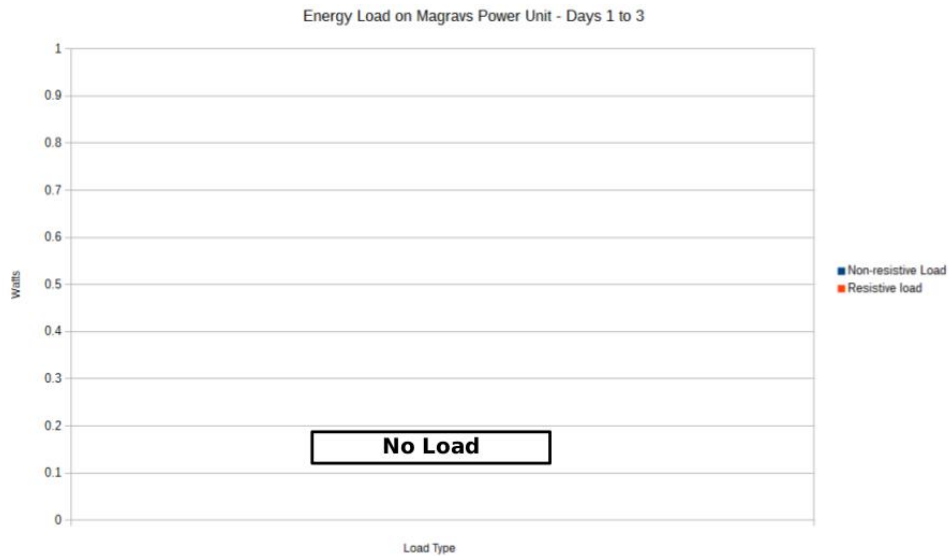 Energy Load on Magravs Power Unit - Days 1 to 3
1
0.9
0.8
0.7
0.6
0.5
0.4
0.3
0.2
0.1
0
Watts
No Load
Load Type
Non-resistive Load
Resistive load